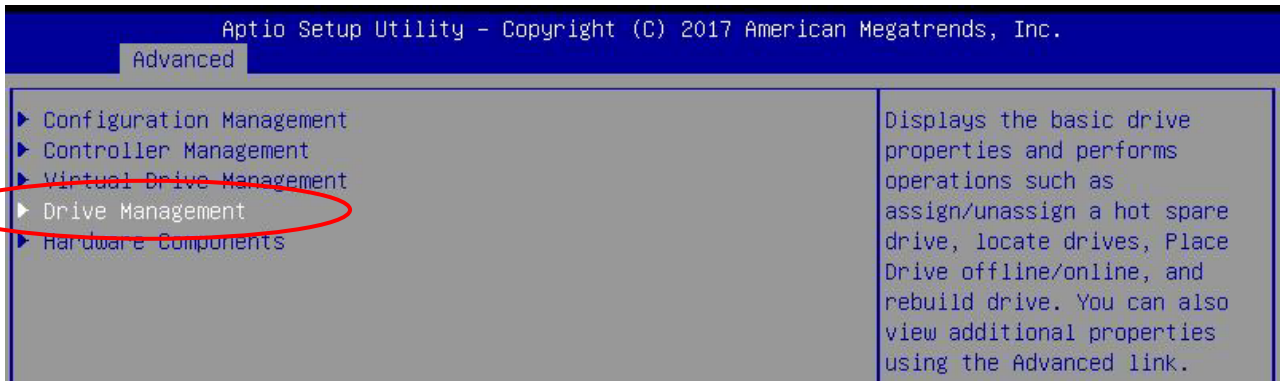 Aptio Setup Utility – Copyright (C) 2017 American Megatrends, Inc.
Advanced
Configuration Management
Controller Management
Virtual Drive Management
Drive Management
Hardware Components
Displays the basic drive
properties and performs
operations such as
assign/unassign a hot spare
drive, locate drives, Place
Drive offline/online, and
rebuild drive. You can also
view additional properties
using the Advanced link.